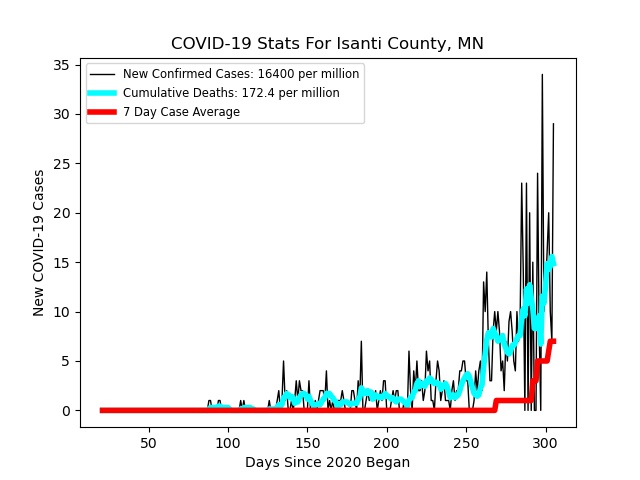 COVID-19 Stats For Isanti County, MN
New Confirmed Cases: 16400 per million
Cumulative Deaths: 172.4 per million
7 Day Case Average
New COVID-19 Cases
35
30
25
20
15
10
5
0
50 100 150 200 250 300
Days Since 2020 Began